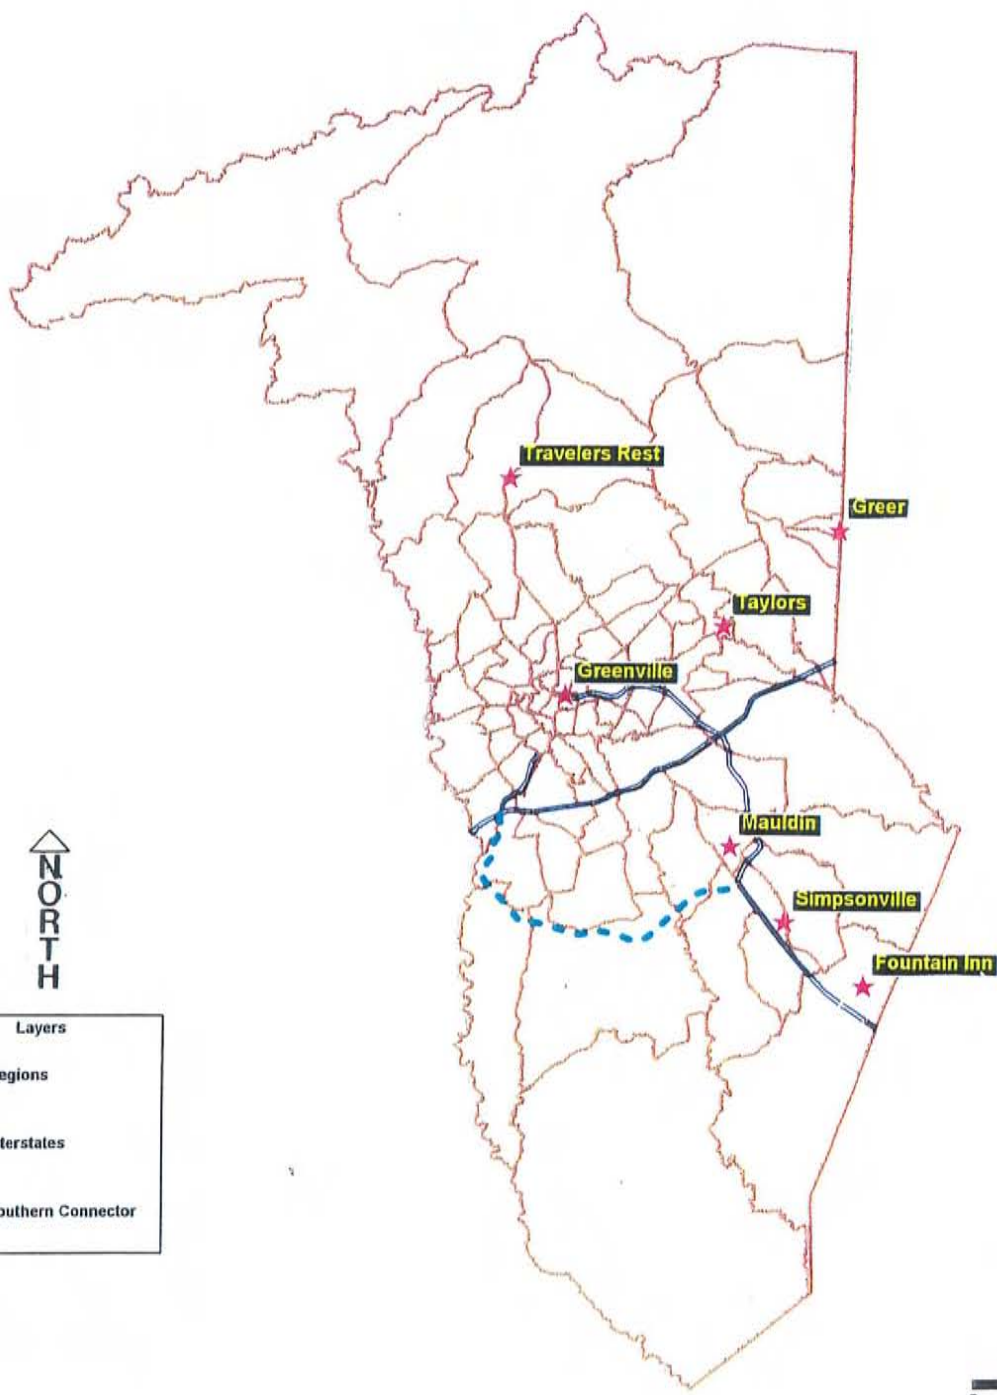 Travelers Rest
Greer
Taylors
Greenville
Mauldin
Simpsonville
Fountain Inn
NORTH
Layers
egions
terstates
outhern Connector